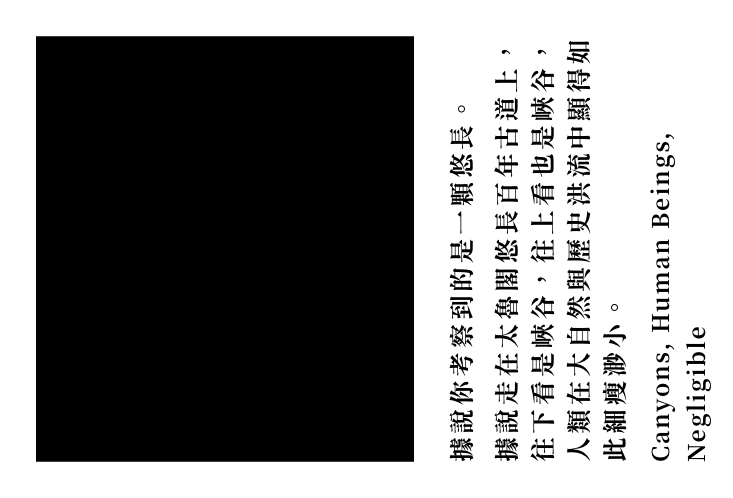 據說你考察到的是一顆悠長。
據說走在太魯閣悠長百年古道上，
往下看是峽谷，往上看也是峽谷，
人類在大自然與歷史洪流中顯得如
此細瘦渺小。
Canyons, Human Beings,
Negligible